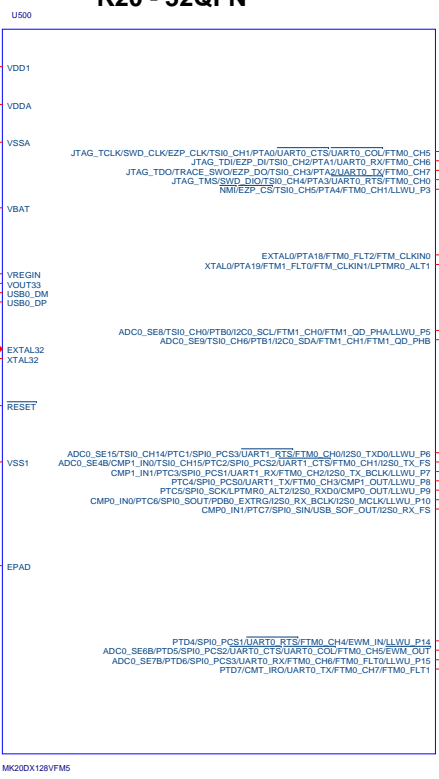 K20 - 32QFN
U500
VDD1
VDDA
VSSA
JTAG_TCLK/SWD_CLK/EZP_CLK/TSI0_CH1/PTA0/UART0_CTS/UART0_COL/FTM0_CH5
JTAG_TDI/EZP_DI/TSI0_CH2/PTA1/UART0_RX/FTM0_CH6
JTAG_TDO/TRACE_SWO/EZP_DO/TSI0_CH3/PTA2/UART0_TX/FTM0_CH7
JTAG_TMS/SWD_DIO/TSI0_CH4/PTA3/UART0_RTS/FTM0_CH0
NMI/EZP_CS/TSI0_CH5/PTA4/FTM0_CH1/LLWU_P3
VBAT
EXTAL0/PTA18/FTM0_FLT2/FTM_CLKIN0
XTAL0/PTA19/FTM1_FLT0/FTM_CLKIN1/LPTMR0_ALT1
VREGIN
VOUT33
USB0_DM
USB0_DP
ADC0_SE8/TSI0_CH0/PTB0/I2C0_SCL/FTM1_CH0/FTM1_QD_PHA/LLWU_P5
ADC0_SE9/TSI0_CH6/PTB1/I2C0_SDA/FTM1_CH1/FTM1_QD_PHB
EXTAL32
XTAL32
RESET
ADC0_SE15/TSI0_CH14/PTC1/SPI0_PCS3/UART1_RTS/FTM0_CH0/I2S0_TXD0/LLWU_P6
ADC0_SE4B/CMP1_IN0/TSI0_CH15/PTC2/SPI0_PCS2/UART1_CTS/FTM0_CH1/I2S0_TX_FS
VSS1
CMP1_IN1/PTC3/SPI0_PCS1/UART1_RX/FTM0_CH2/I2S0_TX_BCLK/LLWU_P7
PTC4/SPI0_PCS0/UART1_TX/FTM0_CH3/CMP1_OUT/LLWU_P8
PTC5/SPI0_SCK/LPTMR0_ALT2/I2S0_RXD0/CMP0_OUT/LLWU_P9
CMP0_IN0/PTC6/SPI0_SOUT/PDB0_EXTRG/I2S0_RX_BCLK/I2S0_MCLK/LLWU_P10
CMP0_IN1/PTC7/SPI0_SIN/USB_SOF_OUT/I2S0_RX_FS
EPAD
PTD4/SPI0_PCS1/UART0_RTS/FTM0_CH4/EWM_IN/LLWU_P14
ADC0_SE6B/PTD5/SPI0_PCS2/UART0_CTS/UART0_COL/FTM0_CH5/EWM_OUT
ADC0_SE7B/PTD6/SPI0_PCS3/UART0_RX/FTM0_CH6/FTM0_FLT0/LLWU_P15
PTD7/CMT_IRO/UART0_TX/FTM0_CH7/FTM0_FLT1
MK20DX128VFM5